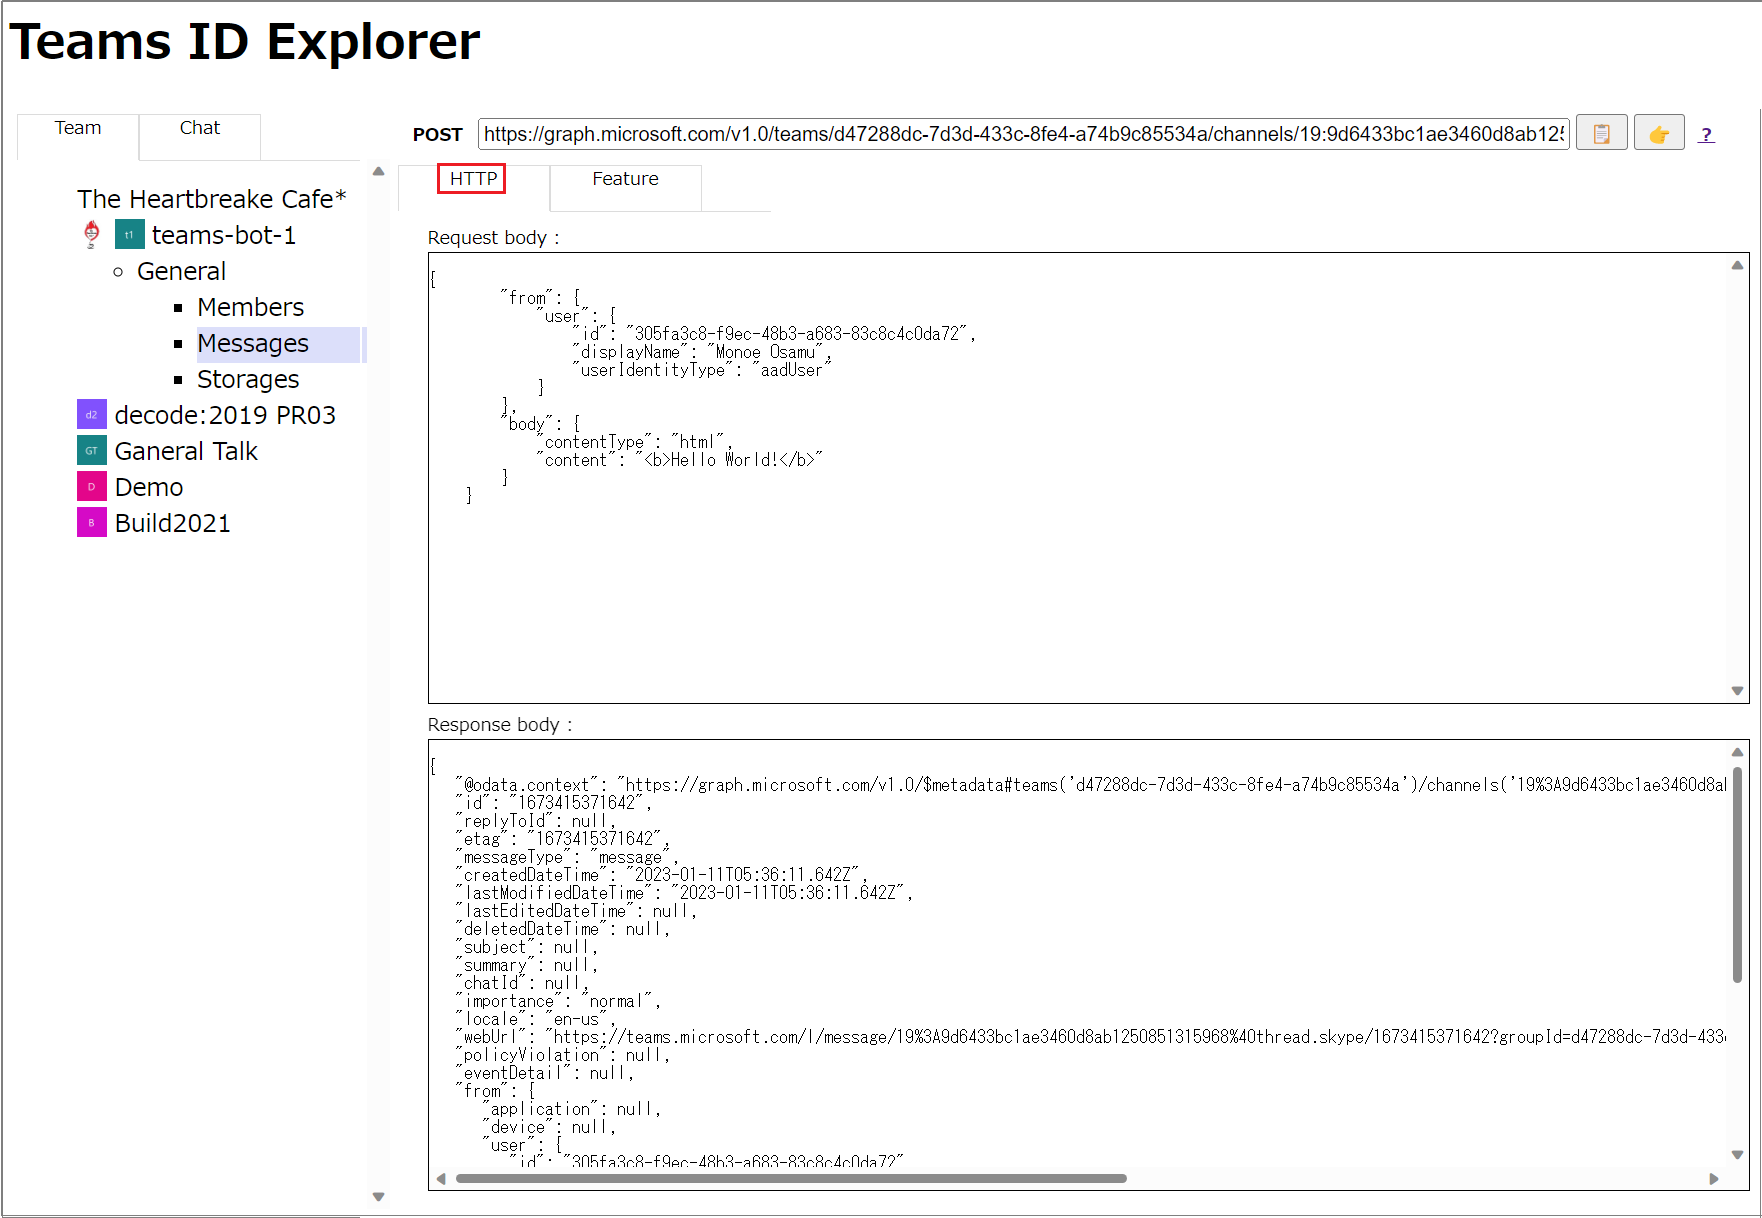 Teams ID Explorer
Team
Chat
The Heartbreake Cafe*
t1 teams-bot-1
General
Members
Messages
Storages
d2 decode:2019 PR03
GT Ganeral Talk
D Demo
B Build2021
POST https://graph.microsoft.com/v1.0/teams/d47288dc-7d3d-433c-8fe4-a74b9c85534a/channels/19:9d6433bc1ae3460d8ab125 ?
HTTP
Feature
Request body :
{
"from": {
"user": {
"id": "305fa3c8-f9ec-48b3-a683-83c8c4c0da72",
"displayName": "Monoe Osamu",
"userIdentityType": "aadUser"
}
},
"body": {
"contentType": "html",
"content": "<b>Hello World!</b>"
}
}
Response body :
{
"@odata.context": "https://graph.microsoft.com/v1.0/$metadata#teams('d47288dc-7d3d-433c-8fe4-a74b9c85534a')/channels('19%3A9d6433bc1ae3460d8al
"id": "1673415371642",
"replyToId": null,
"etag": "1673415371642",
"messageType": "message",
"createdDateTime": "2023-01-11T05:36:11.642Z",
"lastModifiedDateTime": "2023-01-11T05:36:11.642Z",
"lastEditedDateTime": null,
"deletedDateTime": null,
"subject": null,
"summary": null,
"chatId": null,
"importance": "normal",
"locale": "en-us",
"webUrl": "https://teams.microsoft.com/l/message/19%3A9d6433bc1ae3460d8ab1250851315968%40thread.skype/1673415371642?groupId=d47288dc-7d3d-433
"policyViolation": null,
"eventDetail": null,
"from": {
"application": null,
"device": null,
"user": {
"id": "305fa3c8-f9ec-48b3-a683-83c8c4c0da72"